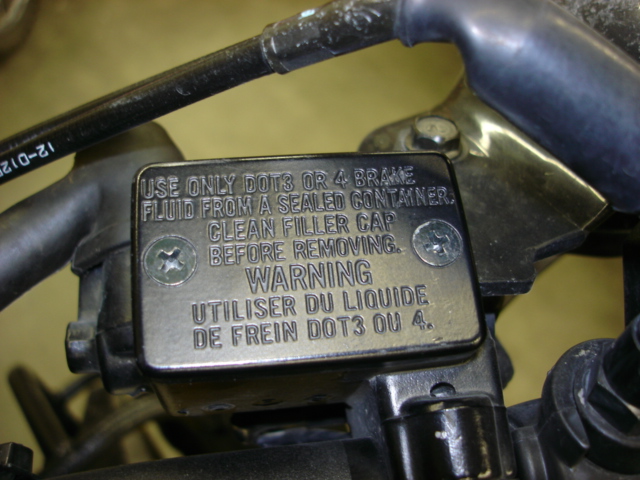 USE ONLY DOT3 OR 4 BRAKE
FLUID FROM A SEALED CONTAINER.
CLEAN FILLER CAP
BEFORE REMOVING.
WARNING
UTILISER DU LIQUIDE
DE FREIN DOT3 OU 4.